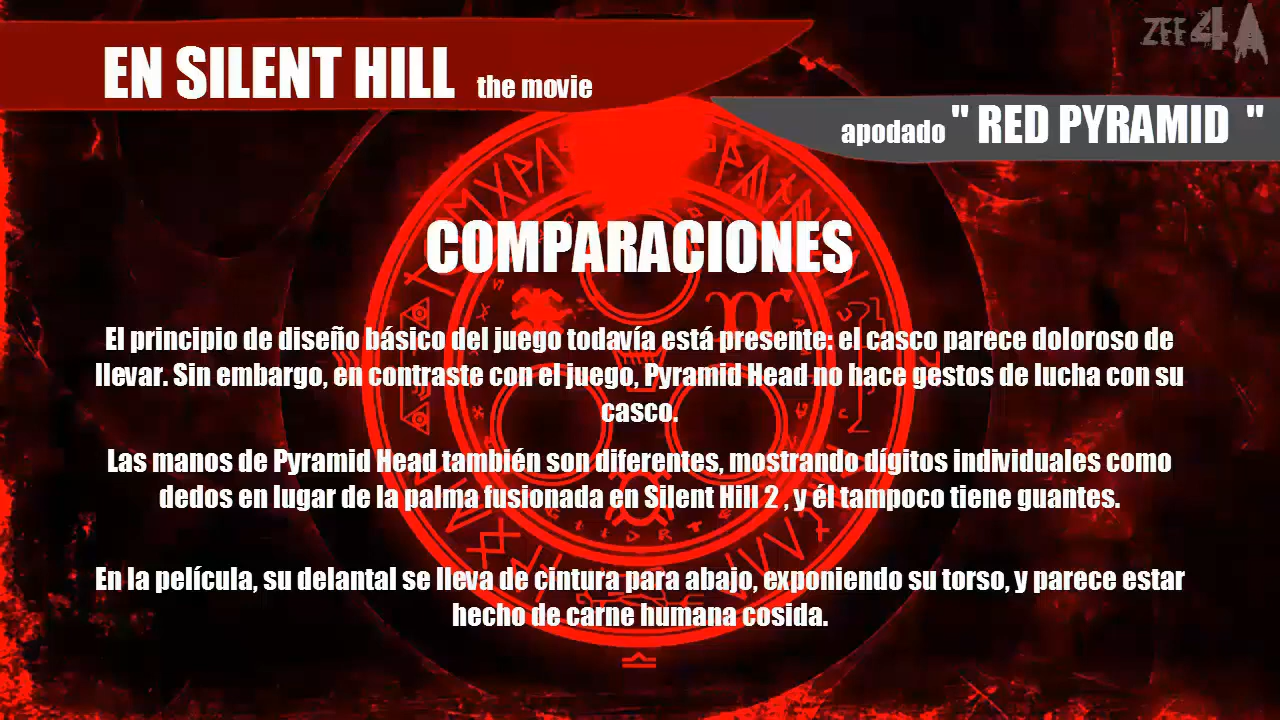 EN SILENT HILL the movie
ZEE4A
apodado " RED PYRAMID "
COMPARACIONES
El principio de diseño básico del juego todavía está presente: el casco parece doloroso de
llevar. Sin embargo, en contraste con el juego, Pyramid Head no hace gestos de lucha con su
casco.
Las manos de Pyramid Head también son diferentes, mostrando dígitos individuales como
dedos en lugar de la palma fusionada en Silent Hill 2 , y él tampoco tiene guantes.
En la película, su delantal se lleva de cintura para abajo, exponiendo su torso, y parece estar
hecho de carne humana cosida.